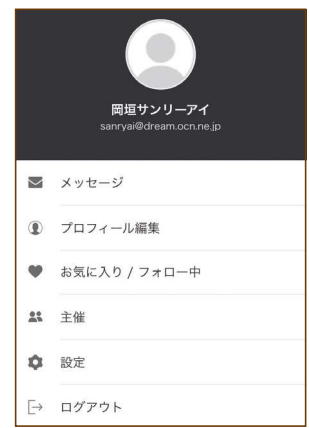 岡垣サンリーアイ
sanryai@dream.ocn.ne.jp
メッセージ
プロフィール編集
お気に入り / フォロー中
主催
設定
ログアウト